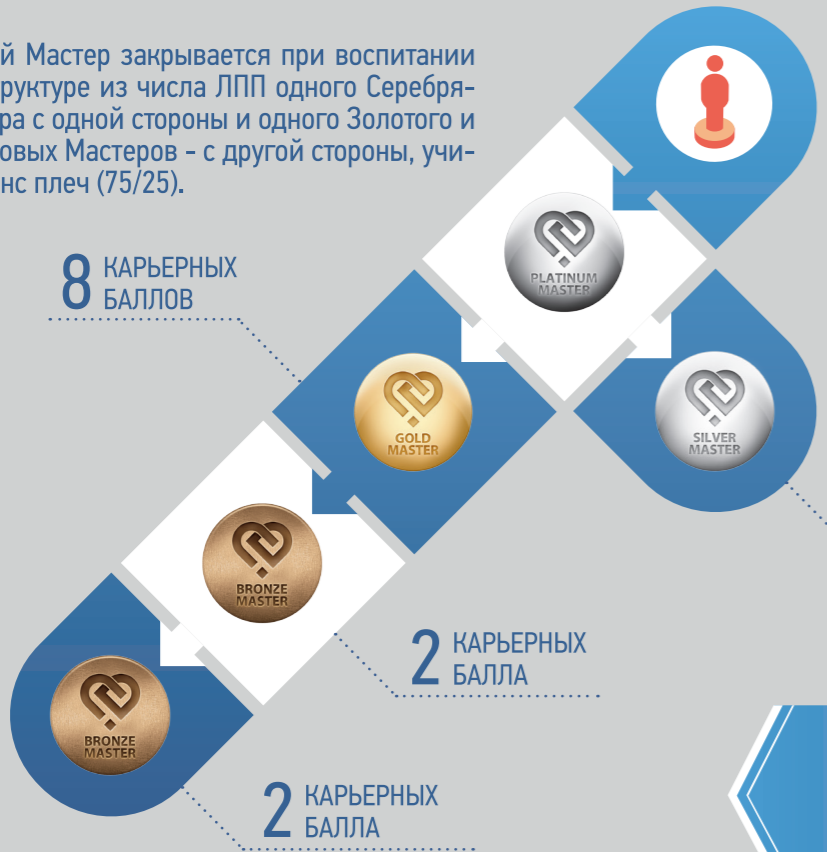 й Мастер закрывается при воспитании
руктуре из числа ЛПП одного Серебря-
ра с одной стороны и одного Золотого и
овых Мастеров - с другой стороны, учи-
нс плеч (75/25).
PLATINUM
MASTER
8 КАРЬЕРНЫХ
БАЛЛОВ
GOLD
MASTER
SILVER
MASTER
BRONZE
MASTER
2 КАРЬЕРНЫХ
БАЛЛА
BRONZE
MASTER
2 КАРЬЕРНЫХ
БАЛЛА